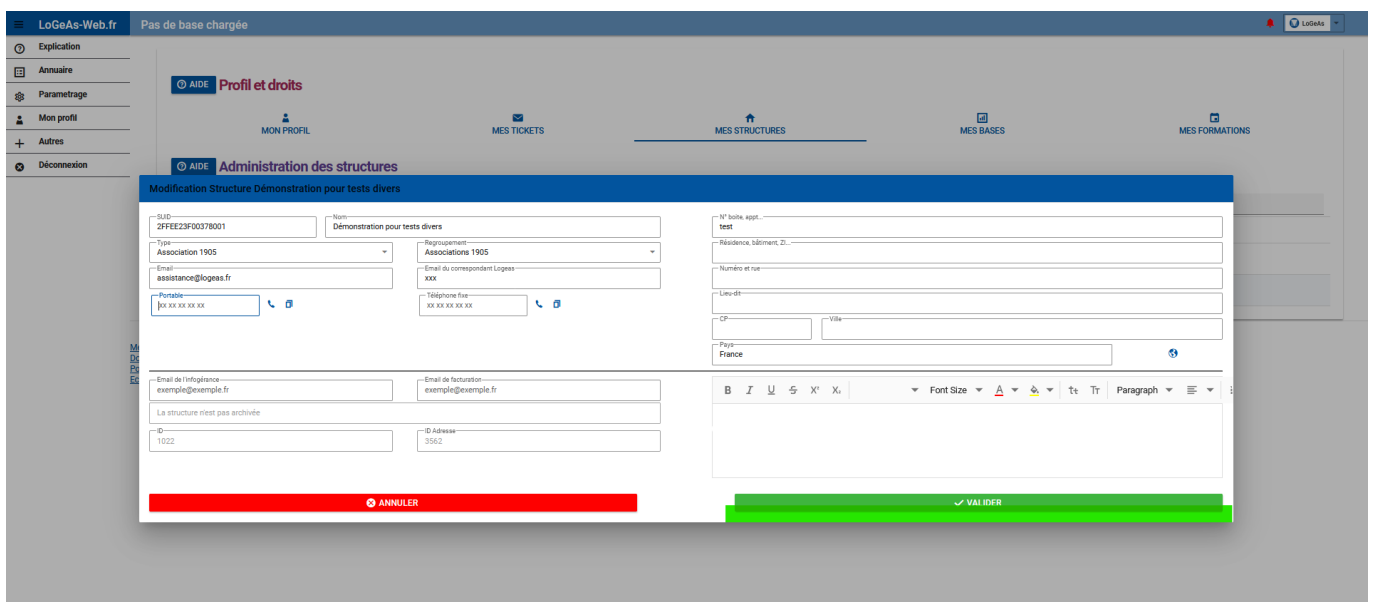 LoGeAs-Web.fr
Pas de base chargée
LoGeAs
Explication
Annuaire
Parametrage
Mon profil
Autres
Déconnexion
AIDE Profil et droits
MON PROFIL
MES TICKETS
MES STRUCTURES
MES BASES
MES FORMATIONS
AIDE Administration des structures
Modification Structure Démonstration pour tests divers
SUID
2FFEE23F00378001
Nom
Démonstration pour tests divers
Type
Association 1905
Regroupement
Associations 1905
Email
assistance@logeas.fr
Email du correspondant Logeas
xxx
Portable
xx xx xx xx xx
Téléphone fixe
xx xx xx xx xx
N° boite, appt...
test
Résidence, bâtiment, ZI...
Numéro et rue
Lieu-dit
CP
Ville
Pays
France
Email de l'infogérance
exemple@exemple.fr
Email de facturation
exemple@exemple.fr
La structure n'est pas archivée
ID
1022
ID Adresse
3562
B I U S X² X₂ Font Size A Tt TT Paragraph
ANNULER
VALIDER